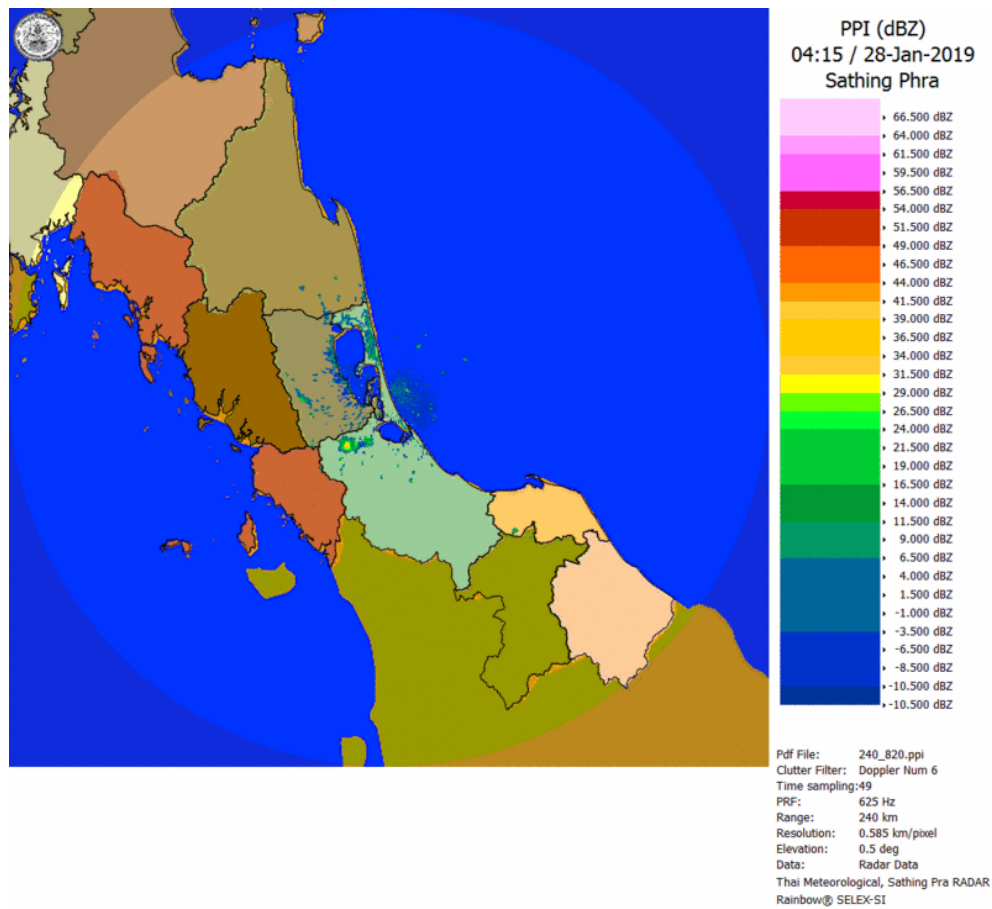 PPI (dBZ)
04:15 / 28-Jan-2019
Sathing Phra
66.500 dBZ
64.000 dBZ
61.500 dBZ
59.500 dBZ
56.500 dBZ
54.000 dBZ
51.500 dBZ
49.000 dBZ
46.500 dBZ
44.000 dBZ
41.500 dBZ
39.000 dBZ
36.500 dBZ
34.000 dBZ
31.500 dBZ
29.000 dBZ
26.500 dBZ
24.000 dBZ
21.500 dBZ
19.000 dBZ
16.500 dBZ
14.000 dBZ
11.500 dBZ
9.000 dBZ
6.500 dBZ
4.000 dBZ
1.500 dBZ
-1.000 dBZ
-3.500 dBZ
-6.500 dBZ
-8.500 dBZ
-10.500 dBZ
-10.500 dBZ
Pdf File: 240_820.ppi
Clutter Filter: Doppler Num 6
Time sampling:49
PRF: 625 Hz
Range: 240 km
Resolution: 0.585 km/pixel
Elevation: 0.5 deg
Data: Radar Data
Thai Meteorological, Sathing Pra RADAR
Rainbow® SELEX-SI